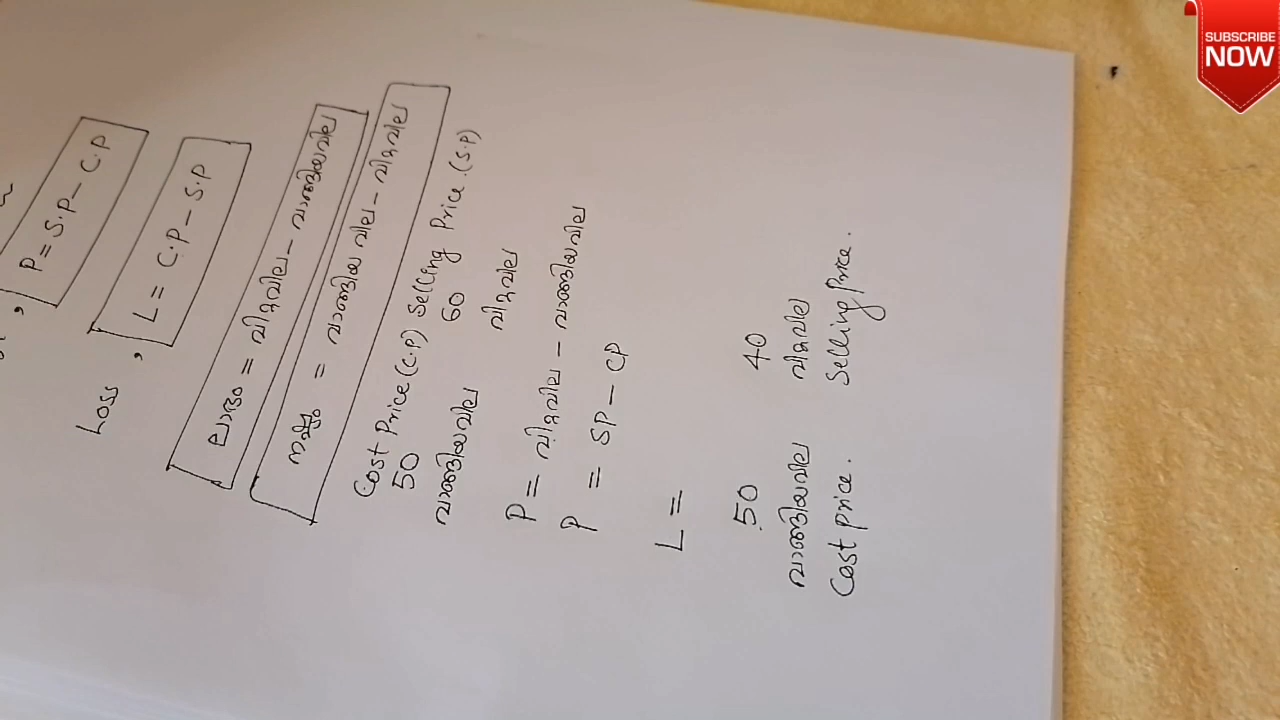 P = S.P - C.P
Loss , L = C.P - S.P
ലാഭം = വിറ്റവില - വാങ്ങിയവില
നഷ്ടം = വാങ്ങിയ വില - വിറ്റവില
Cost Price (C.P) Selling Price (S.P)
50 60
വാങ്ങിയവില വിറ്റവില
P = വിറ്റവില - വാങ്ങിയവില
P = SP - CP
L =
50 40
വാങ്ങിയവില വിറ്റവില
Cost price. Selling Price.
SUBSCRIBE
NOW